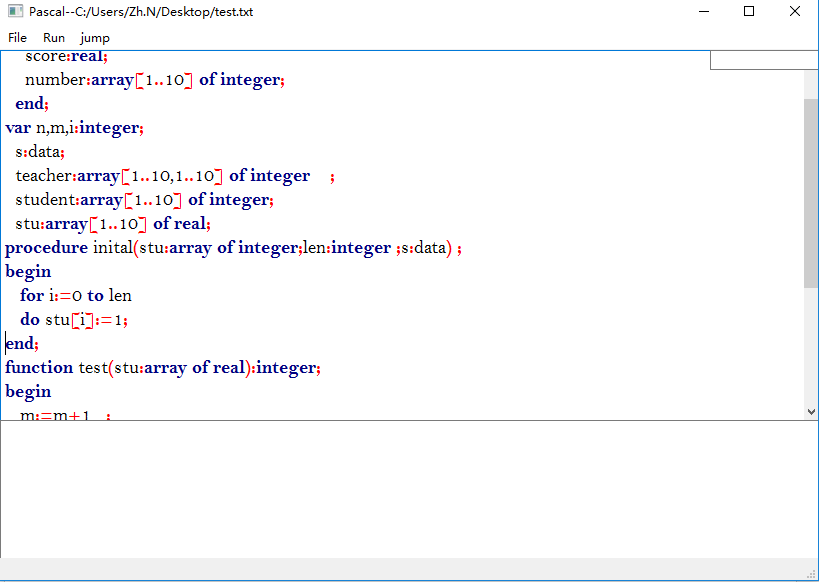 Pascal--C:/Users/Zh.N/Desktop/test.txt
File Run jump
score:real;
number:array[1..10] of integer;
end;
var n,m,i:integer;
s:data;
teacher:array[1..10,1..10] of integer ;
student:array[1..10] of integer;
stu:array[1..10] of real;
procedure inital(stu:array of integer;len:integer ;s:data) ;
begin
for i:=0 to len
do stu[i]:=1;
end;
function test(stu:array of real):integer;
begin
m:=m+1 ;